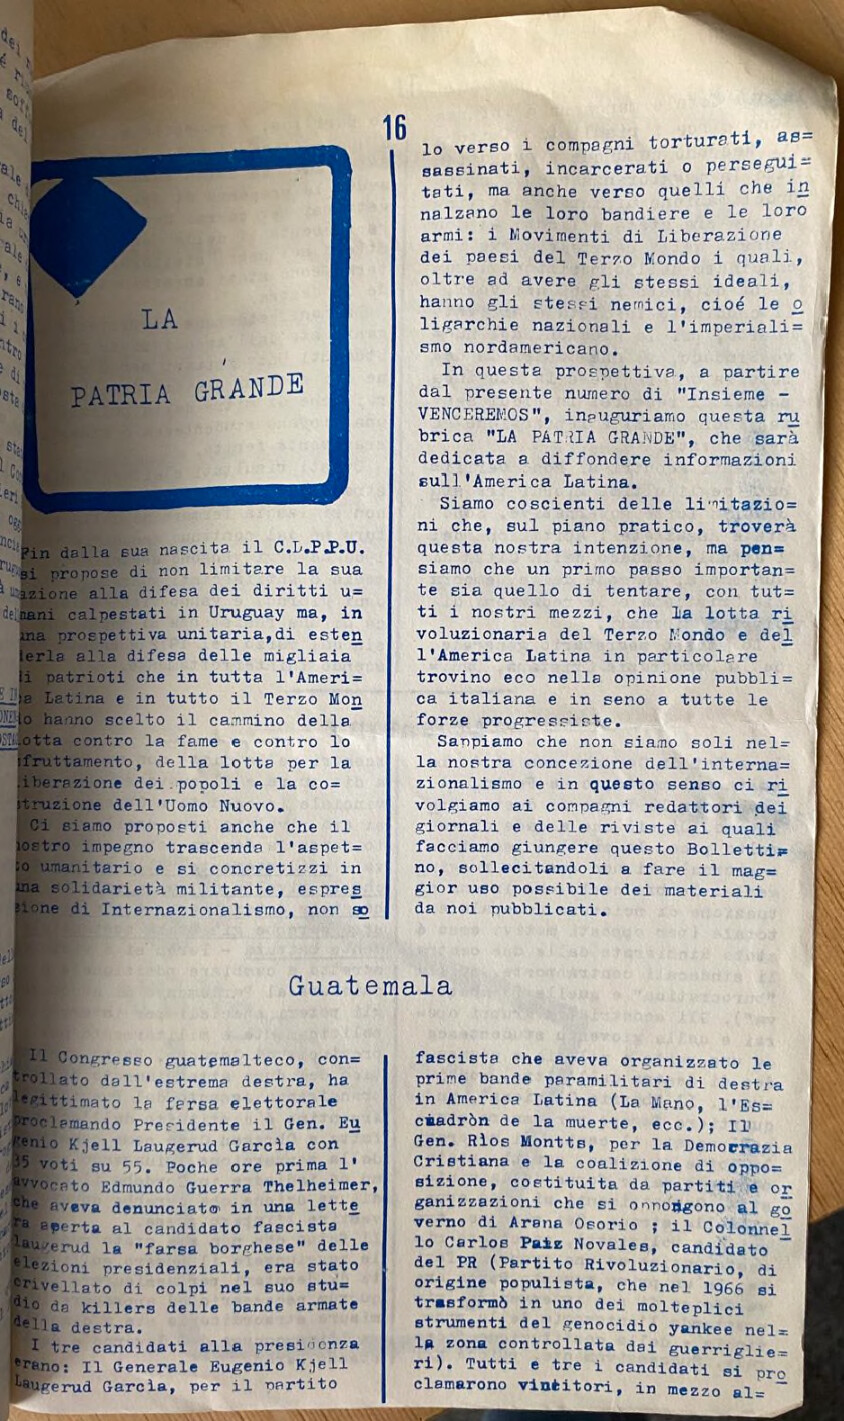 16
LA
PATRIA GRANDE
Fin dalla sua nascita il C.L.P.P.U.
si propose di non limitare la sua
azione alla difesa dei diritti u=
mani calpestati in Uruguay ma, in
una prospettiva unitaria,di esten
derla alla difesa delle migliaia
di patrioti che in tutta l'Ameri=
ca Latina e in tutto il Terzo Mon
do hanno scelto il cammino della
lotta contro la fame e contro lo
sfruttamento, della lotta per la
liberazione dei popoli e la co=
struzione dell'Uomo Nuovo.
Ci siamo proposti anche che il
nostro impegno trascenda l'aspet=
to umanitario e si concretizzi in
una solidarietà militante, espres
sione di Internazionalismo, non so
lo verso i compagni torturati, as=
sassinati, incarcerati o persegui=
tati, ma anche verso quelli che in
nalzano le loro bandiere e le loro
armi: i Movimenti di Liberazione
dei paesi del Terzo Mondo i quali,
oltre ad avere gli stessi ideali,
hanno gli stessi nemici, cioé le o
ligarchie nazionali e l'imperiali=
smo nordamericano.
In questa prospettiva, a partire
dal presente numero di "Insieme -
VENCEREMOS", inauguriamo questa ru
brica "LA PATRIA GRANDE", che sarà
dedicata a diffondere informazioni
sull'America Latina.
Siamo coscienti delle limitazio=
ni che, sul piano pratico, troverà
questa nostra intenzione, ma pen=
siamo che un primo passo importan=
te sia quello di tentare, con tut=
ti i nostri mezzi, che la lotta ri
voluzionaria del Terzo Mondo e del
l'America Latina in particolare
trovino eco nella opinione pubbli=
ca italiana e in seno a tutte le
forze progressiste.
Sappiamo che non siamo soli nel=
la nostra concezione dell'interna=
zionalismo e in questo senso ci ri
volgiamo ai compagni redattori dei
giornali e delle riviste ai quali
facciamo giungere questo Bolletti=
no, sollecitandoli a fare il mag=
gior uso possibile dei materiali
da noi pubblicati.
Guatemala
Il Congresso guatemalteco, con=
trollato dall'estrema destra, ha
legittimato la farsa elettorale
proclamando Presidente il Gen. Eu
genio Kjell Laugerud Garcìa con
35 voti su 55. Poche ore prima l'
avvocato Edmundo Guerra Thelheimer,
che aveva denunciato in una lette
ra aperta al candidato fascista
Laugerud la "farsa borghese" delle
elezioni presidenziali, era stato
crivellato di colpi nel suo stu=
dio da killers delle bande armate
della destra.
I tre candidati alla presidenza
erano: Il Generale Eugenio Kjell
Laugerud Garcìa, per il partito
fascista che aveva organizzato le
prime bande paramilitari di destra
in America Latina (La Mano, l'Es=
cuadròn de la muerte, ecc.); Il
Gen. Rìos Montts, per la Democrazia
Cristiana e la coalizione di oppo=
sizione, costituita da partiti e or
ganizzazioni che si oppongono al go
verno di Arana Osorio ; il Colonnel
lo Carlos Paiz Novales, candidato
del PR (Partito Rivoluzionario, di
origine populista, che nel 1966 si
trasformò in uno dei molteplici
strumenti del genocidio yankee nel=
la zona controllata dai guerriglie=
ri). Tutti e tre i candidati si pro
clamarono vincitori, in mezzo al=